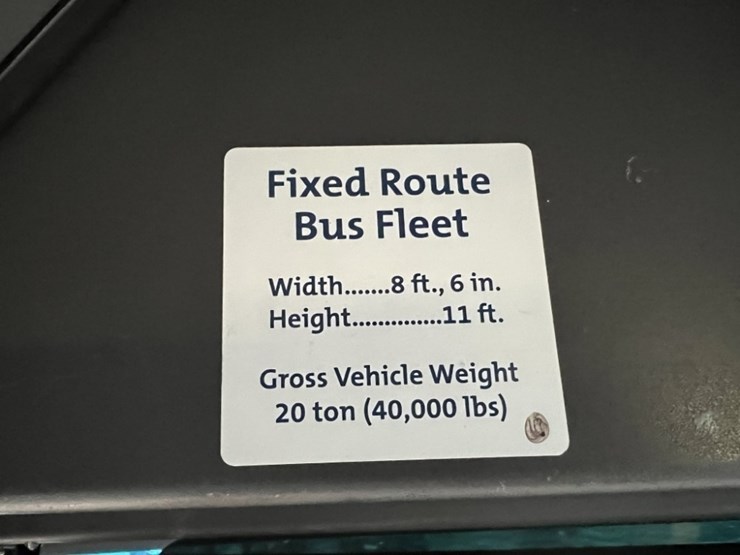 Fixed Route
Bus Fleet
Width.......8 ft., 6 in.
Height..............11 ft.
Gross Vehicle Weight
20 ton (40,000 lbs)